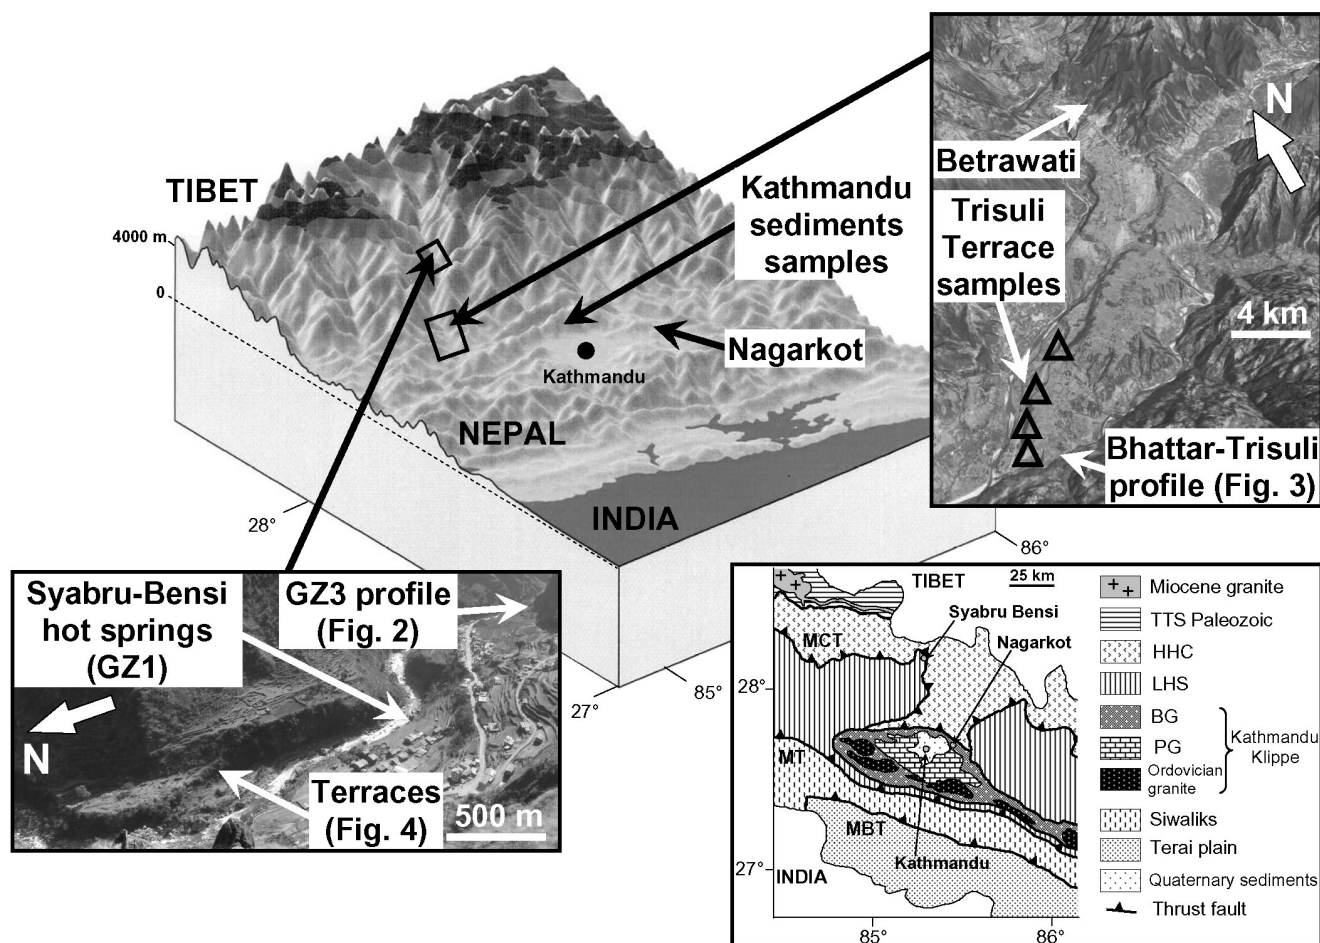 TIBET
4000 m
0
Kathmandu
sediments
samples
Nagarkot
Kathmandu
NEPAL
INDIA
28°
27°
85°
86°
N
Betrawati
Trisuli
Terrace
samples
4 km
Bhattar-Trisuli
profile (Fig. 3)
Syabru-Bensi
hot springs
(GZ1)
GZ3 profile
(Fig. 2)
N
Terraces
(Fig. 4)
500 m
TIBET
25 km
Syabru Bensi
Nagarkot
MCT
28°
MT
MBT
Kathmandu
27°
INDIA
85°
86°
Miocene granite
TTS Paleozoic
HHC
LHS
BG
PG
Ordovician
granite
Kathmandu
Klippe
Siwaliks
Terai plain
Quaternary sediments
Thrust fault